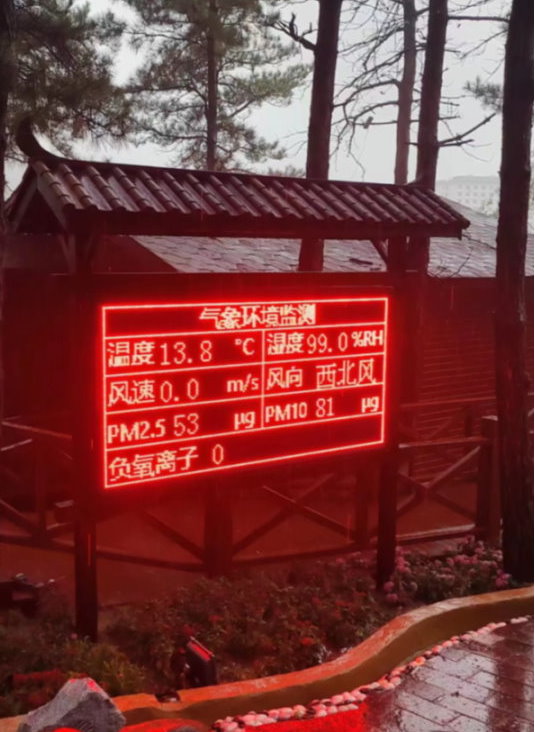 气象环境监测
温度 13.8 ℃ 湿度 99.0 %RH
风速 0.0 m/s 风向 西北风
PM2.5 53 μg PM10 81 μg
负氧离子 0